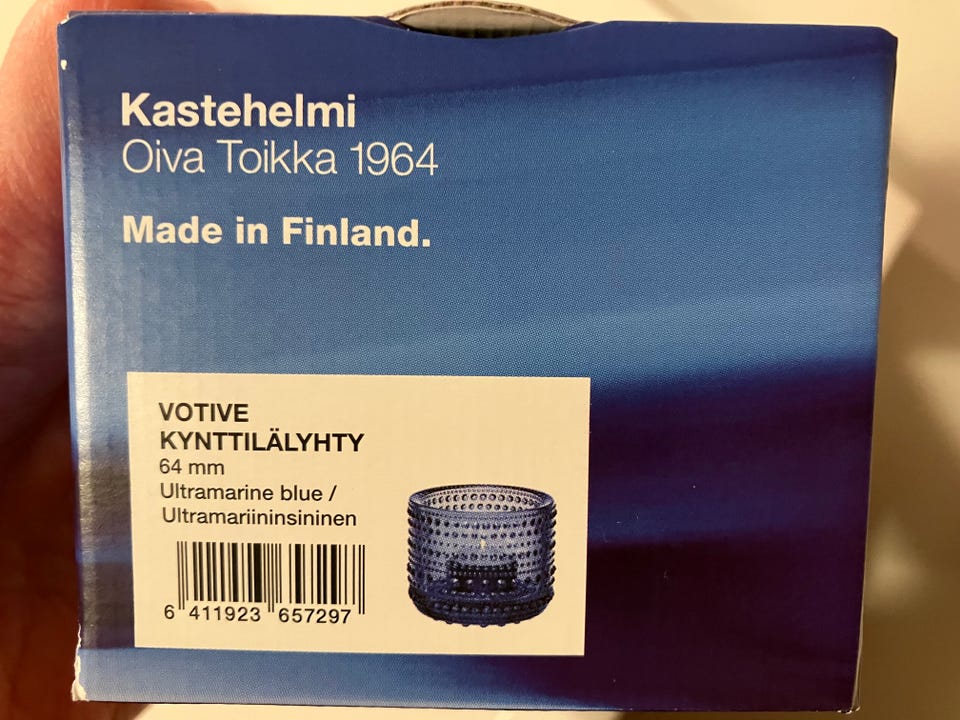 Kastehelmi
Oiva Toikka 1964
Made in Finland.
VOTIVE
KYNTTILÄLYHTY
64 mm
Ultramarine blue /
Ultramariininsininen
6 411923 657297